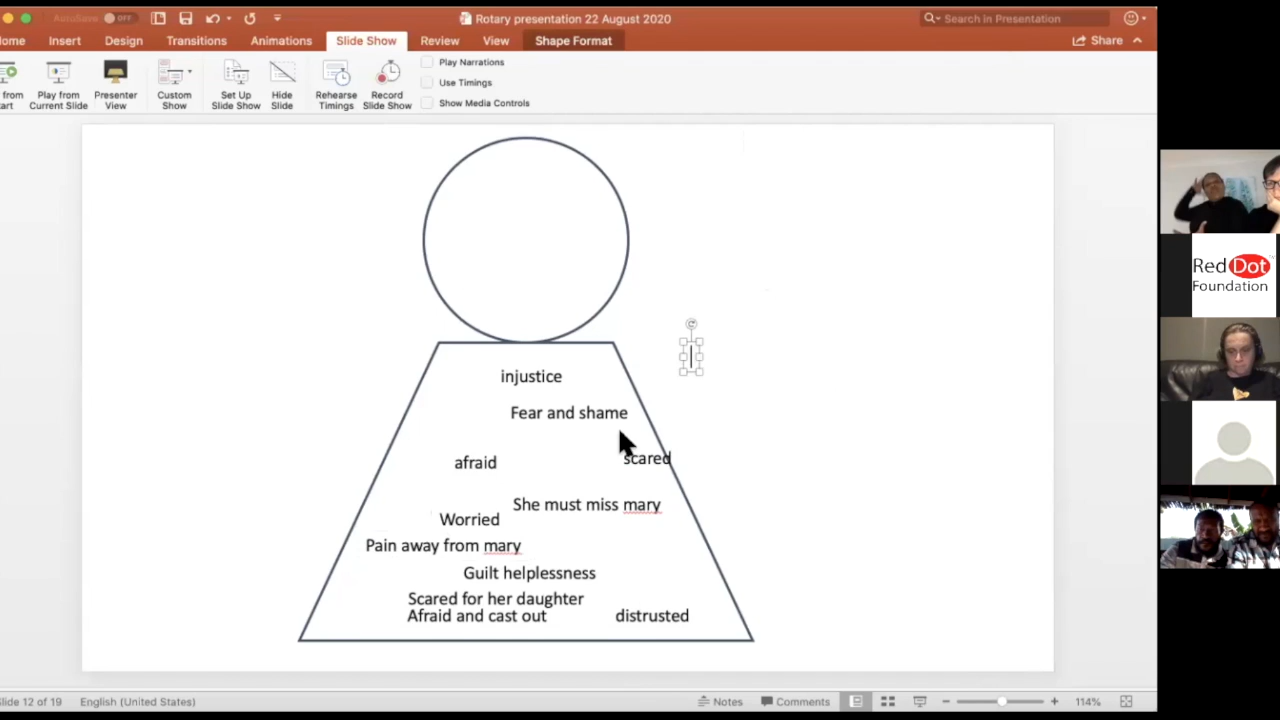 AutoSave OFF
Rotary presentation 22 August 2020
Search in Presentation
Home Insert Design Transitions Animations Slide Show Review View Shape Format Share
Play Narrations
Use Timings
Show Media Controls
from
Play from
Current Slide
Presenter
View
Custom
Show
Set Up
Slide Show
Hide
Slide
Rehearse
Timings
Record
Slide Show
injustice
Fear and shame
afraid
scared
She must miss mary
Worried
Pain away from mary
Guilt helplessness
Scared for her daughter
Afraid and cast out
distrusted
Red Dot
Foundation
Slide 12 of 19
English (United States)
Notes
Comments
114%